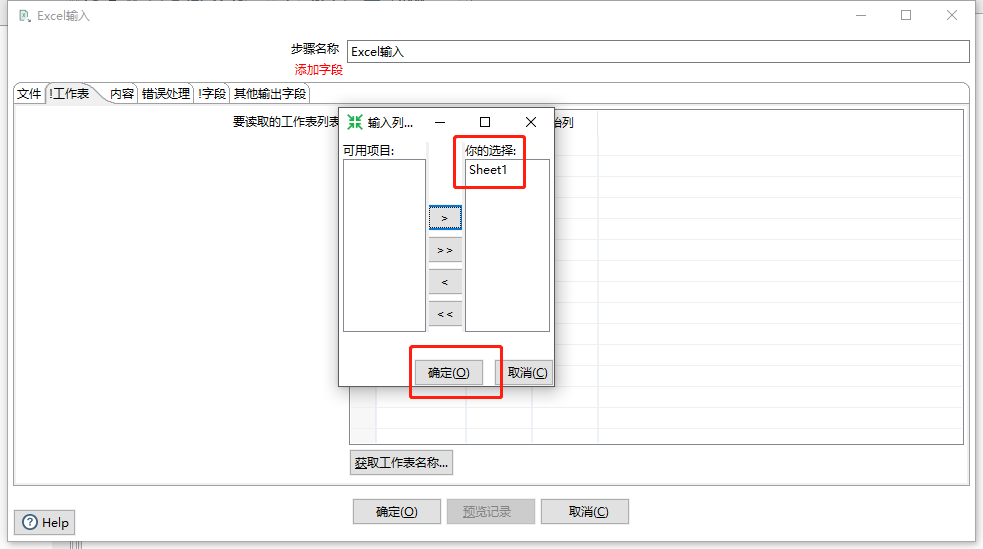 Excel输入
步骤名称 Excel输入
添加字段
文件 !工作表 内容 错误处理 !字段 其他输出字段
要读取的工作表列表
始列
输入列...
可用项目: 你的选择:
Sheet1
>
>>
<
<<
确定(O) 取消(C)
获取工作表名称...
Help 确定(O) 预览记录 取消(C)